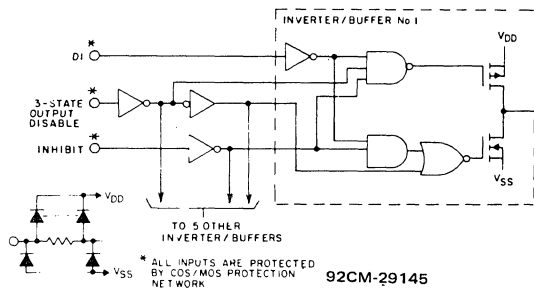 INVERTER/BUFFER No 1
*
D1
VDD
*
3-STATE
OUTPUT
DISABLE
*
INHIBIT
VSS
VDD
TO 5 OTHER
INVERTER/BUFFERS
VSS
* ALL INPUTS ARE PROTECTED
BY COS/MOS PROTECTION
NETWORK
92CM-29145